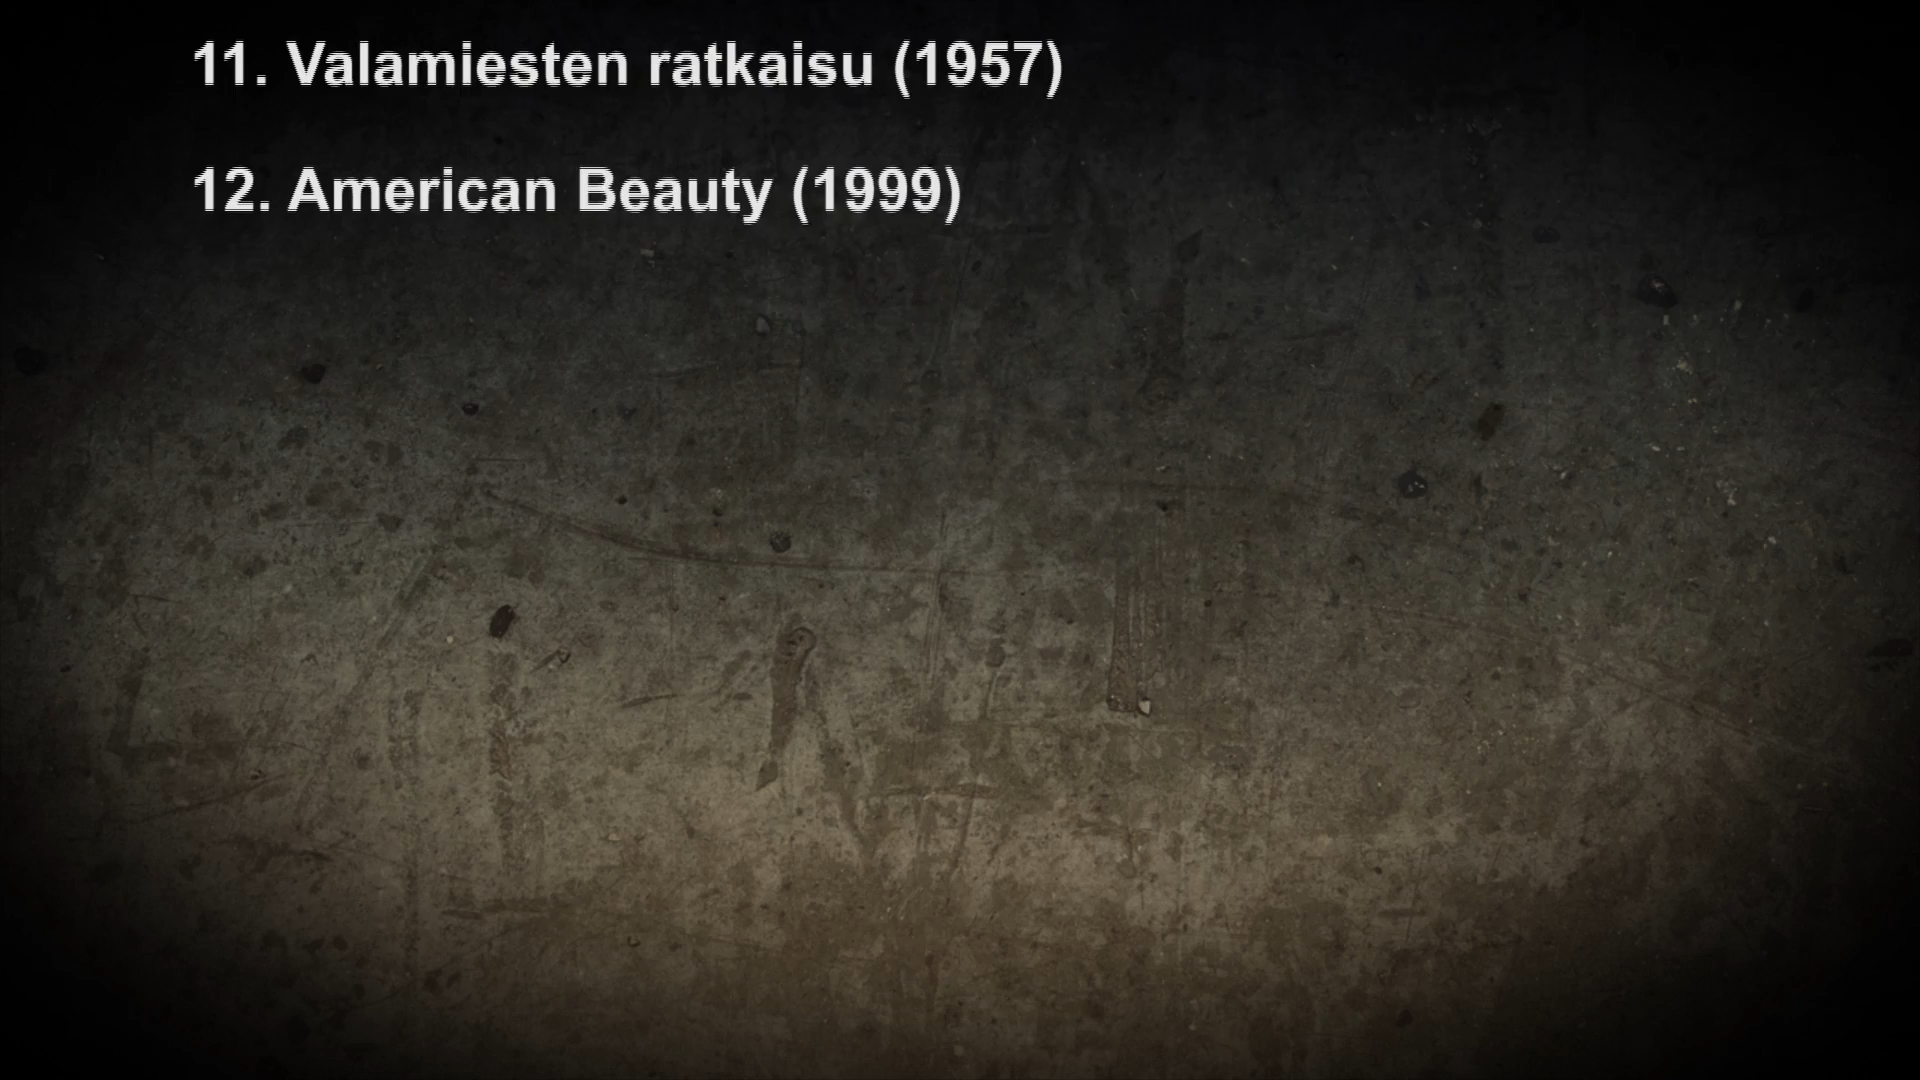 11. Valamiesten ratkaisu (1957)
12. American Beauty (1999)